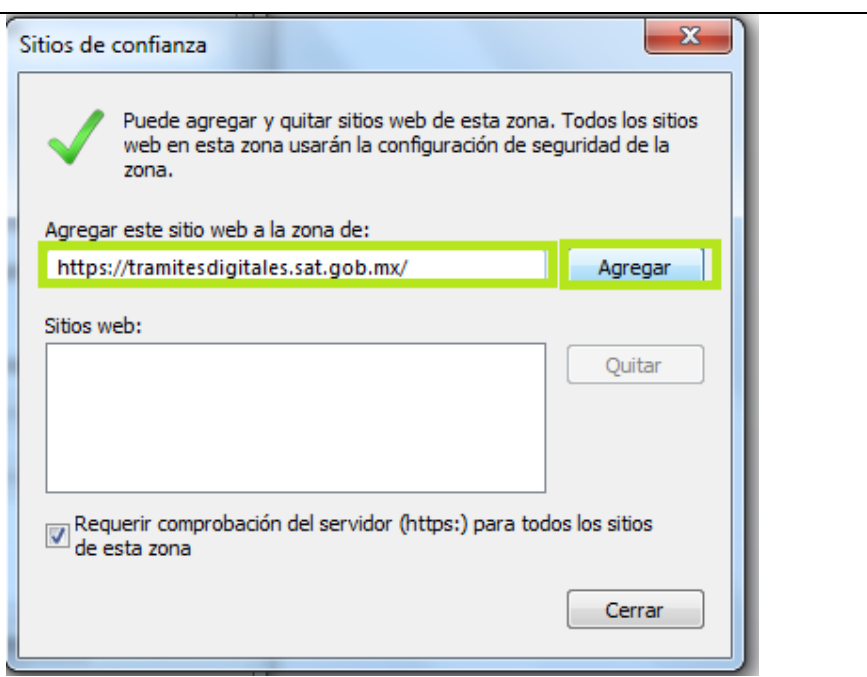 Sitios de confianza
Puede agregar y quitar sitios web de esta zona. Todos los sitios
web en esta zona usarán la configuración de seguridad de la
zona.
Agregar este sitio web a la zona de:
https://tramitesdigitales.sat.gob.mx/
Agregar
Sitios web:
Quitar
Requerir comprobación del servidor (https:) para todos los sitios
de esta zona
Cerrar